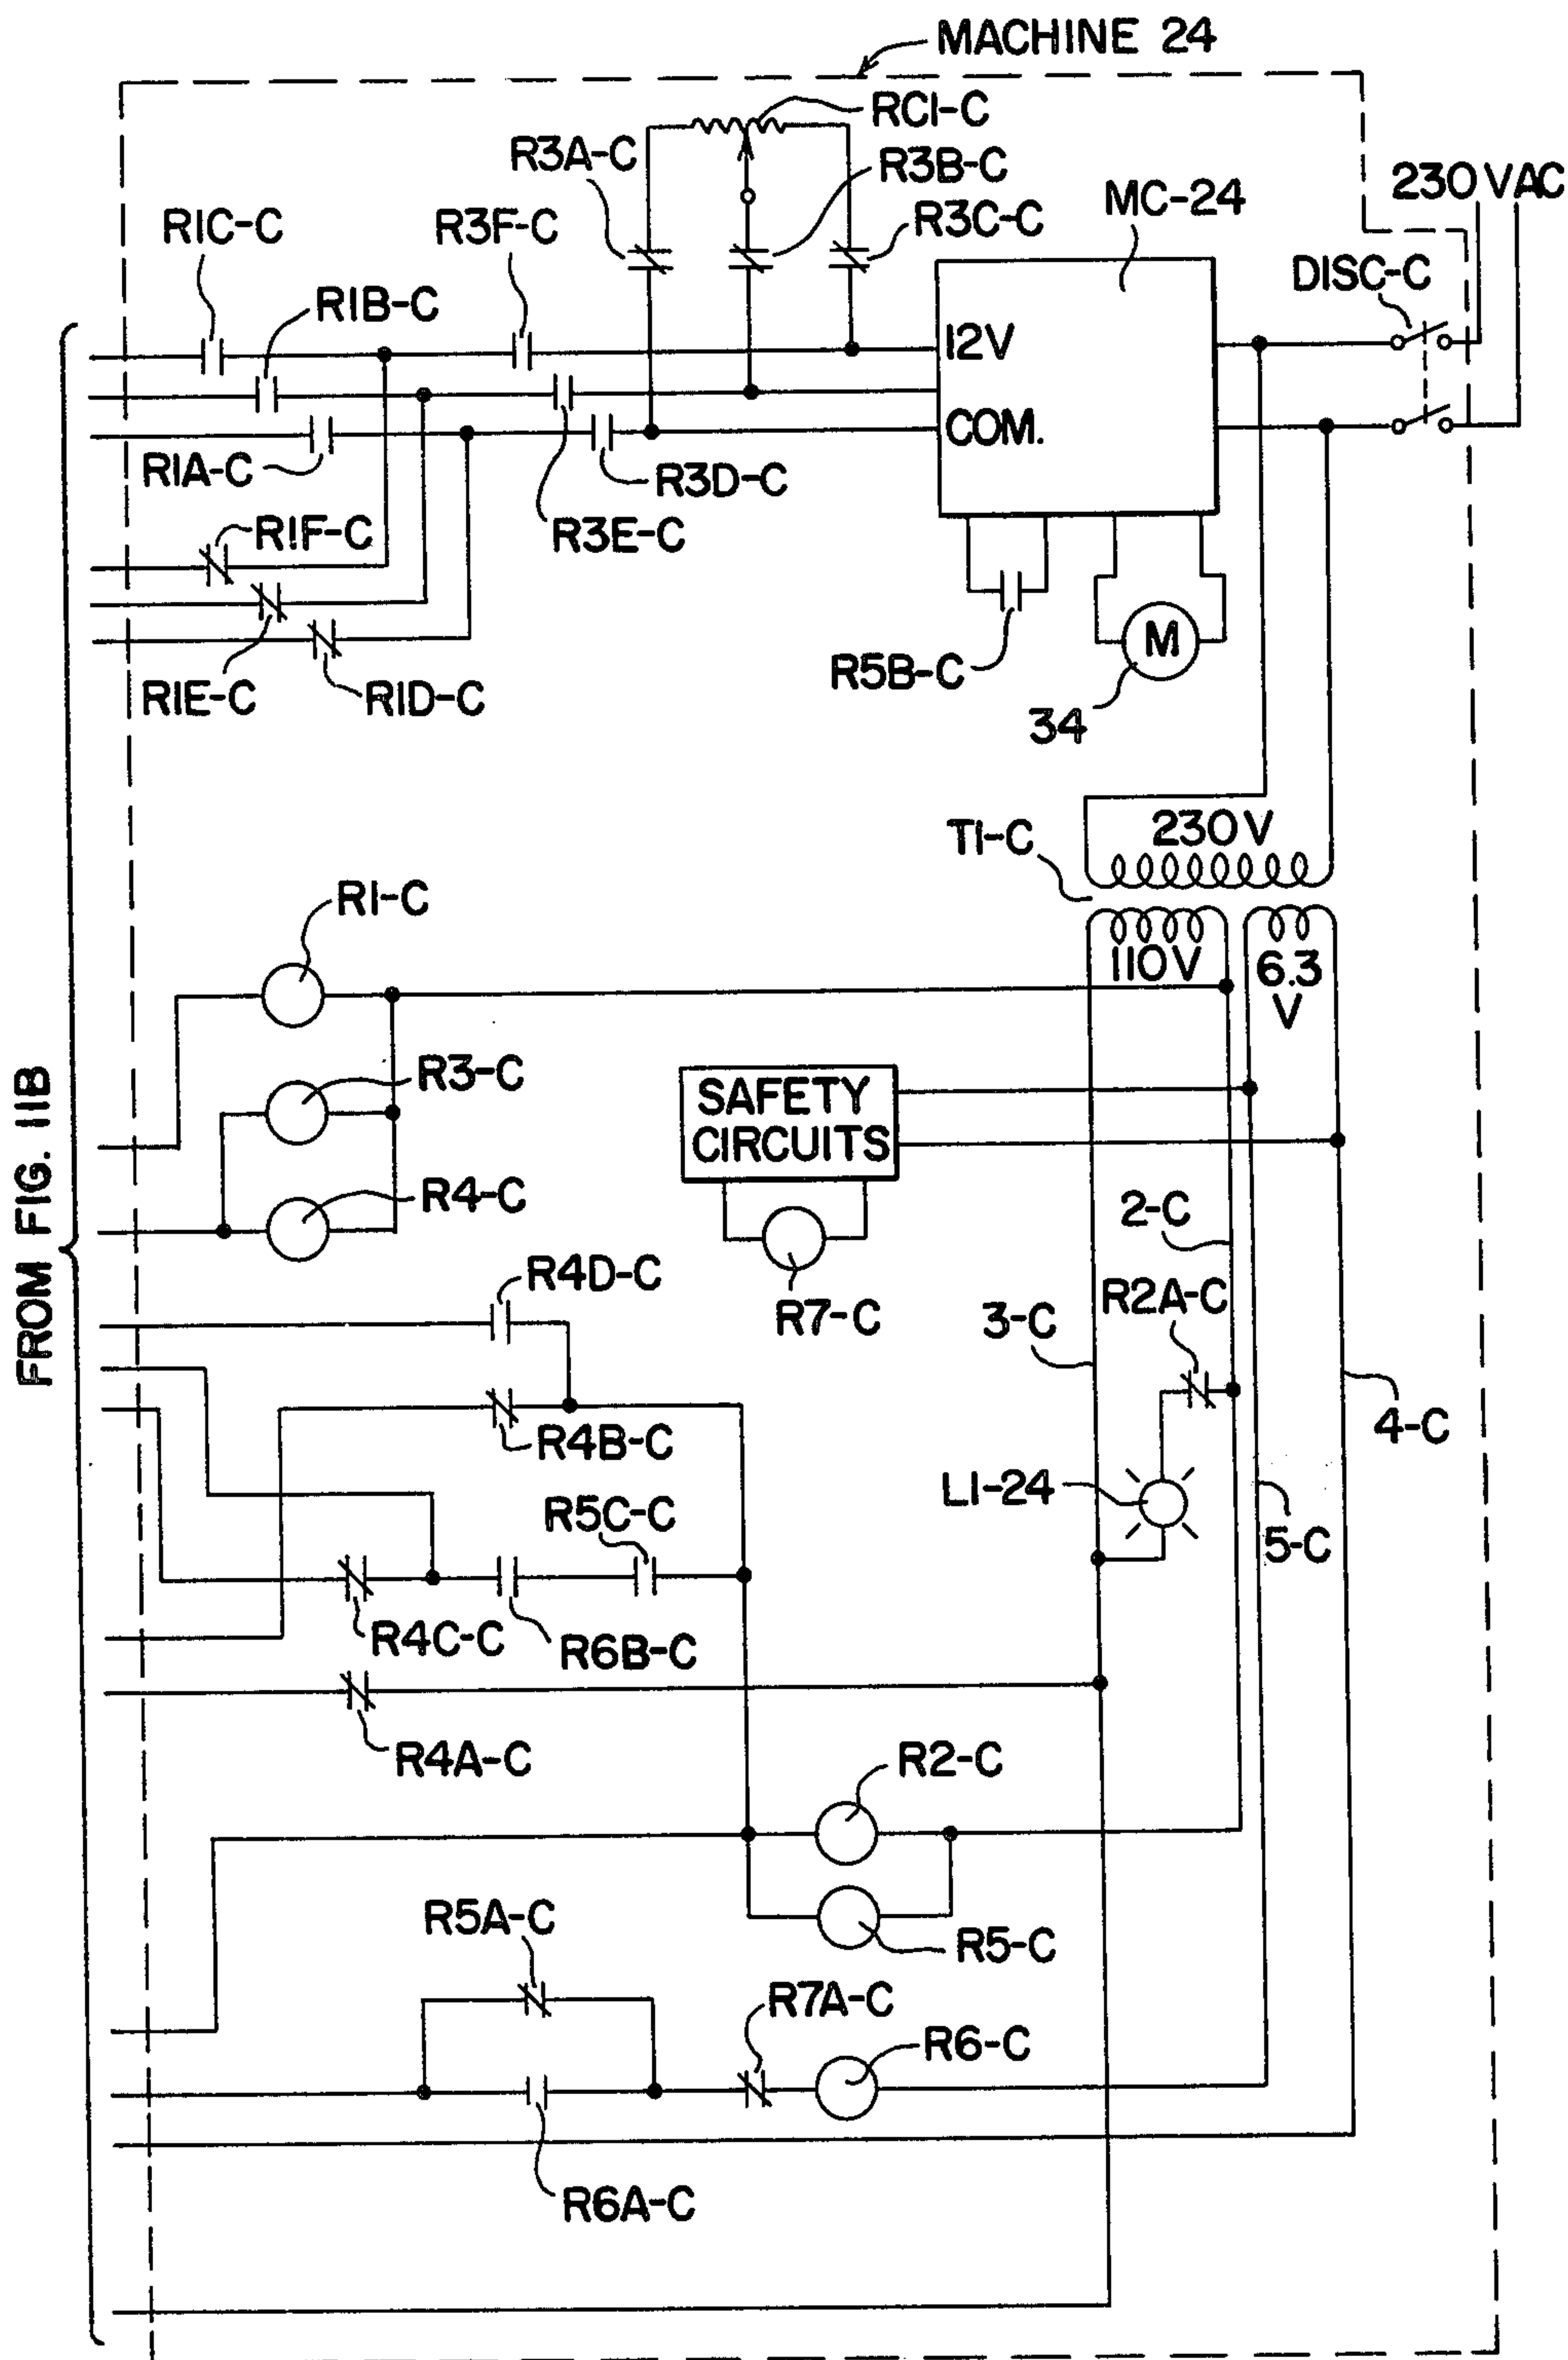 MACHINE 24
RC1-C
R3A-C
R3B-C
230 VAC
MC-24
R1C-C
R3F-C
R3C-C
DISC-C
R1B-C
12V
COM.
R1A-C
R3D-C
R1F-C
R3E-C
R5B-C
M
R1E-C
R1D-C
34
T1-C
230V
R1-C
110V
6.3
V
R3-C
SAFETY
CIRCUITS
FROM FIG. 11B
R4-C
2-C
R4D-C
R2A-C
R7-C
3-C
4-C
R4B-C
L1-24
R5C-C
5-C
R4C-C
R6B-C
R4A-C
R2-C
R5A-C
R5-C
R7A-C
R6-C
R6A-C